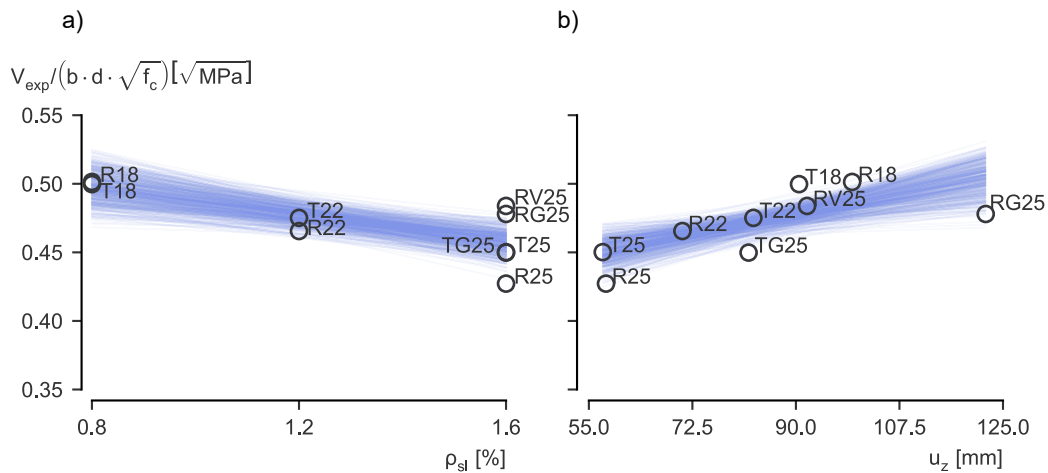 a)
b)
V_exp/(b · d · √f_c)[√MPa]
0.55
0.50
0.45
0.40
0.35
R18
T18
T22
R22
RV25
RG25
TG25
T25
R25
0.8
1.2
1.6
ρ_sl [%]
T25
R25
R22
T22
TG25
T18
RV25
R18
RG25
55.0
72.5
90.0
107.5
125.0
u_z [mm]